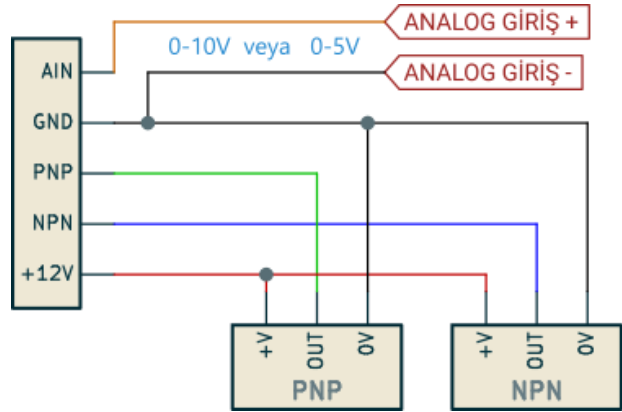 ANALOG GİRİŞ +
0-10V veya 0-5V
ANALOG GİRİŞ -
AIN
GND
PNP
NPN
+12V
+V OUT 0V
PNP
+V OUT 0V
NPN